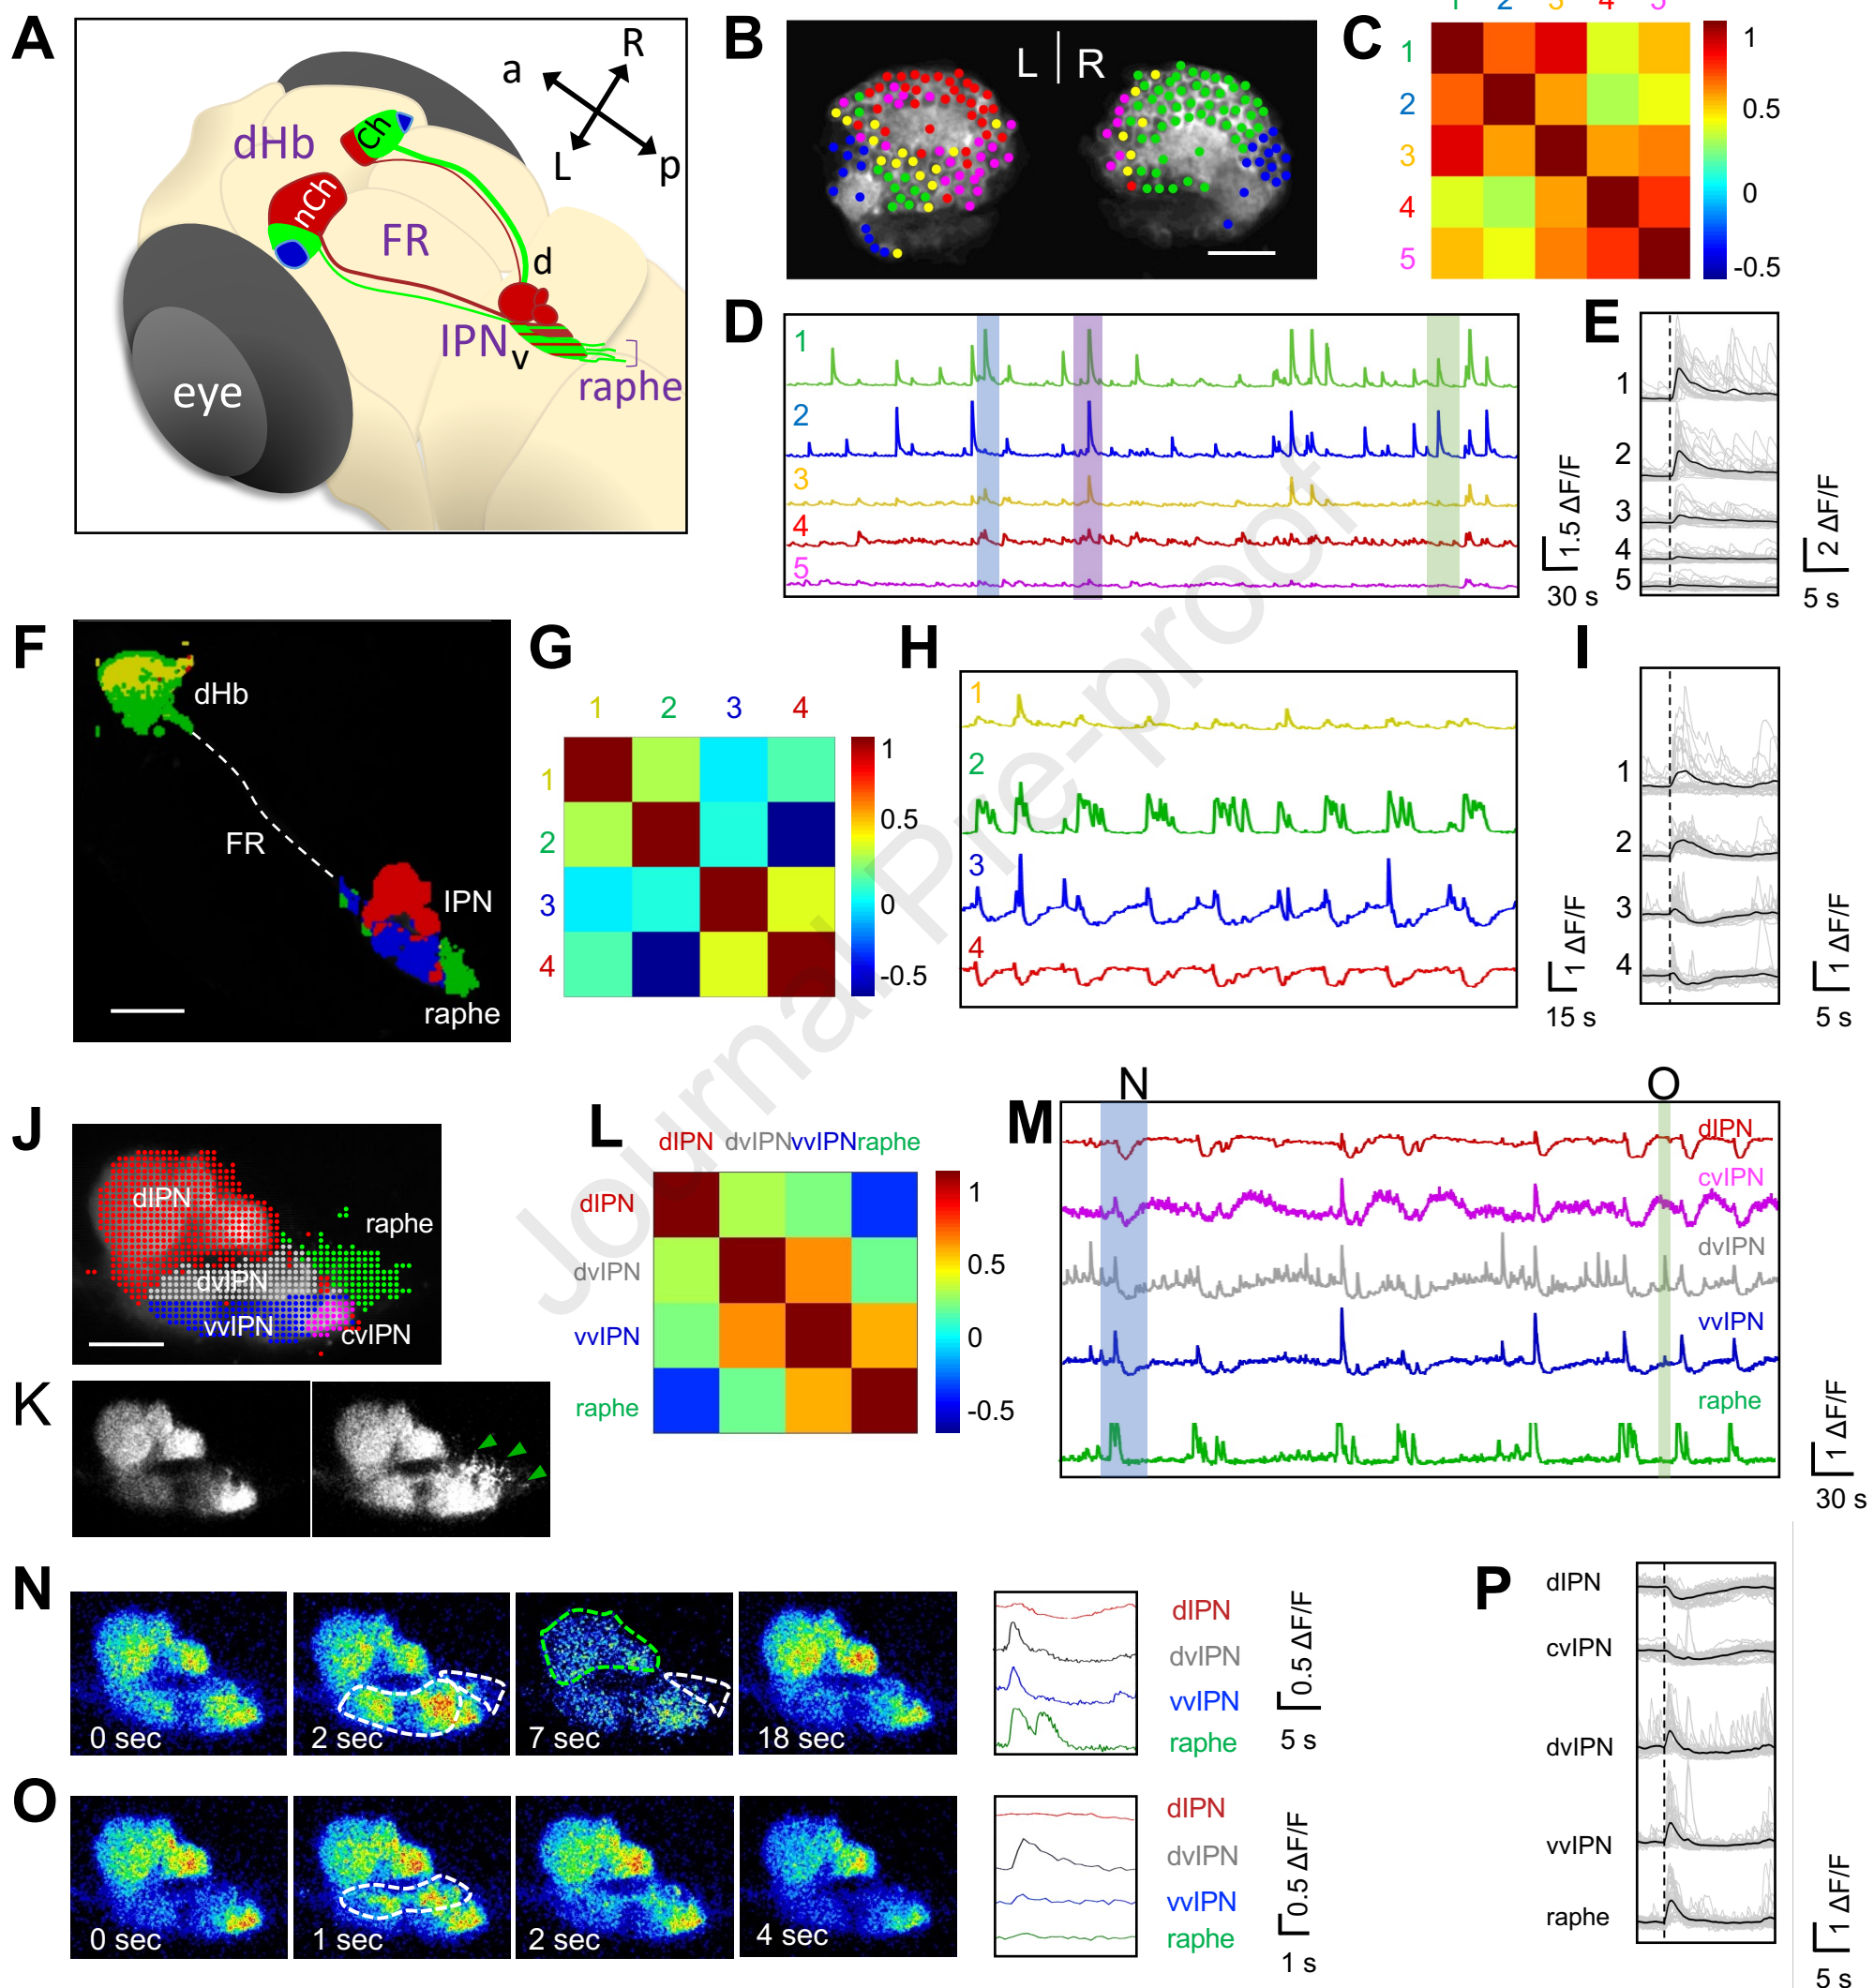 A
a
R
L
p
dHb
Ch
nCh
FR
d
IPN
v
raphe
eye
B
L R
C
1 2 3 4 5
1
2
3
4
5
1
0.5
0
-0.5
D
1
2
3
4
5
1.5 ΔF/F
30 s
E
1
2
3
4
5
2 ΔF/F
5 s
F
dHb
FR
IPN
raphe
G
1 2 3 4
1
2
3
4
1
0.5
0
-0.5
H
1
2
3
4
1 ΔF/F
15 s
I
1
2
3
4
1 ΔF/F
5 s
J
dIPN
raphe
dvIPN
vvIPN
cvIPN
K
L
dIPN dvIPN vvIPN raphe
dIPN
dvIPN
vvIPN
raphe
1
0.5
0
-0.5
M
N O
dIPN
cvIPN
dvIPN
vvIPN
raphe
1 ΔF/F
30 s
N
0 sec 2 sec 7 sec 18 sec
dIPN
dvIPN
vvIPN
raphe
0.5 ΔF/F
5 s
O
0 sec 1 sec 2 sec 4 sec
dIPN
dvIPN
vvIPN
raphe
0.5 ΔF/F
1 s
P
dIPN
cvIPN
dvIPN
vvIPN
raphe
1 ΔF/F
5 s
Journal Pre-proof